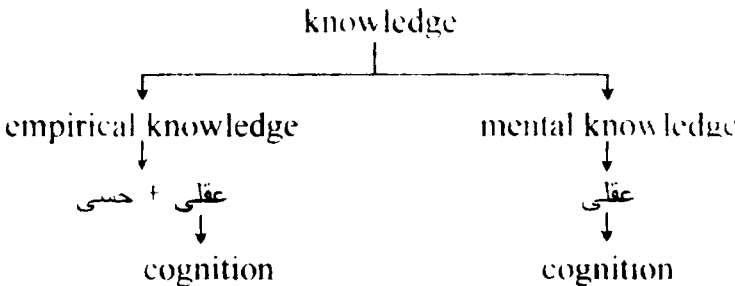 knowledge
empirical knowledge mental knowledge
عقلی + حسی عقلی
cognition cognition